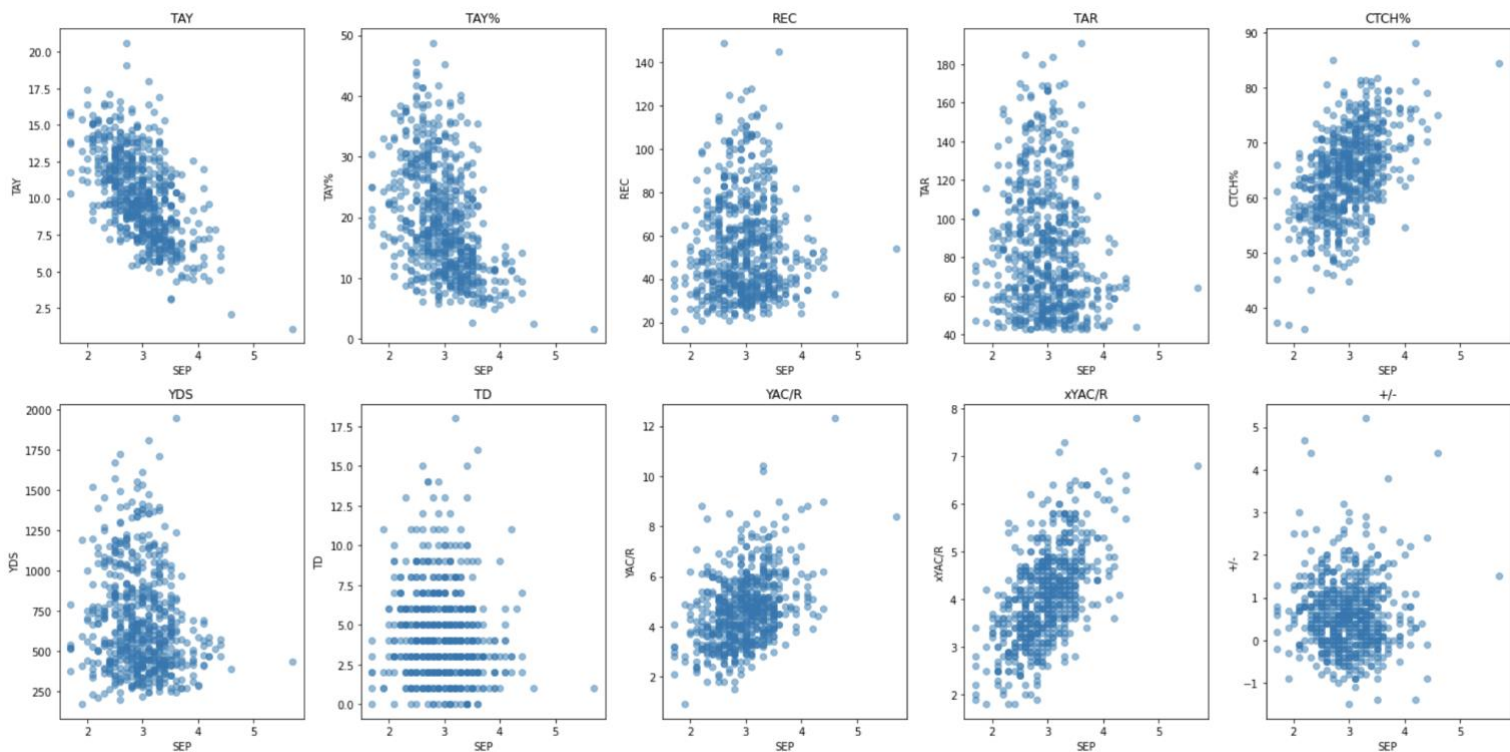 TAY
TAY
20.0
17.5
15.0
12.5
10.0
7.5
5.0
2.5
2 3 4 5
SEP
TAY%
TAY%
50
40
30
20
10
0
2 3 4 5
SEP
REC
REC
140
120
100
80
60
40
20
2 3 4 5
SEP
TAR
TAR
180
160
140
120
100
80
60
40
2 3 4 5
SEP
CTCH%
CTCH%
90
80
70
60
50
40
2 3 4 5
SEP
YDS
YDS
2000
1750
1500
1250
1000
750
500
250
2 3 4 5
SEP
TD
TD
17.5
15.0
12.5
10.0
7.5
5.0
2.5
0.0
2 3 4 5
SEP
YAC/R
YAC/R
12
10
8
6
4
2
2 3 4 5
SEP
xYAC/R
xYAC/R
8
7
6
5
4
3
2
2 3 4 5
SEP
+/-
+/-
5
4
3
2
1
0
−1
2 3 4 5
SEP